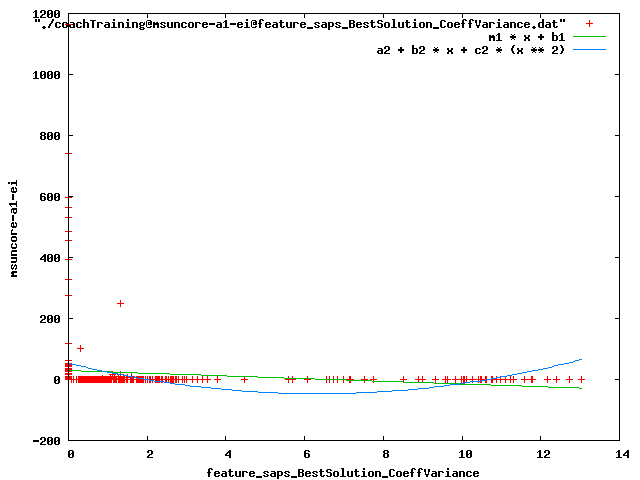 "./coachTraining@msuncore-a1-ei@feature_saps_BestSolution_CoeffVariance.dat"
m1 * x + b1
a2 + b2 * x + c2 * (x ** 2)
1200
1000
800
600
400
200
0
-200
msuncore-a1-ei
0 2 4 6 8 10 12 14
feature_saps_BestSolution_CoeffVariance